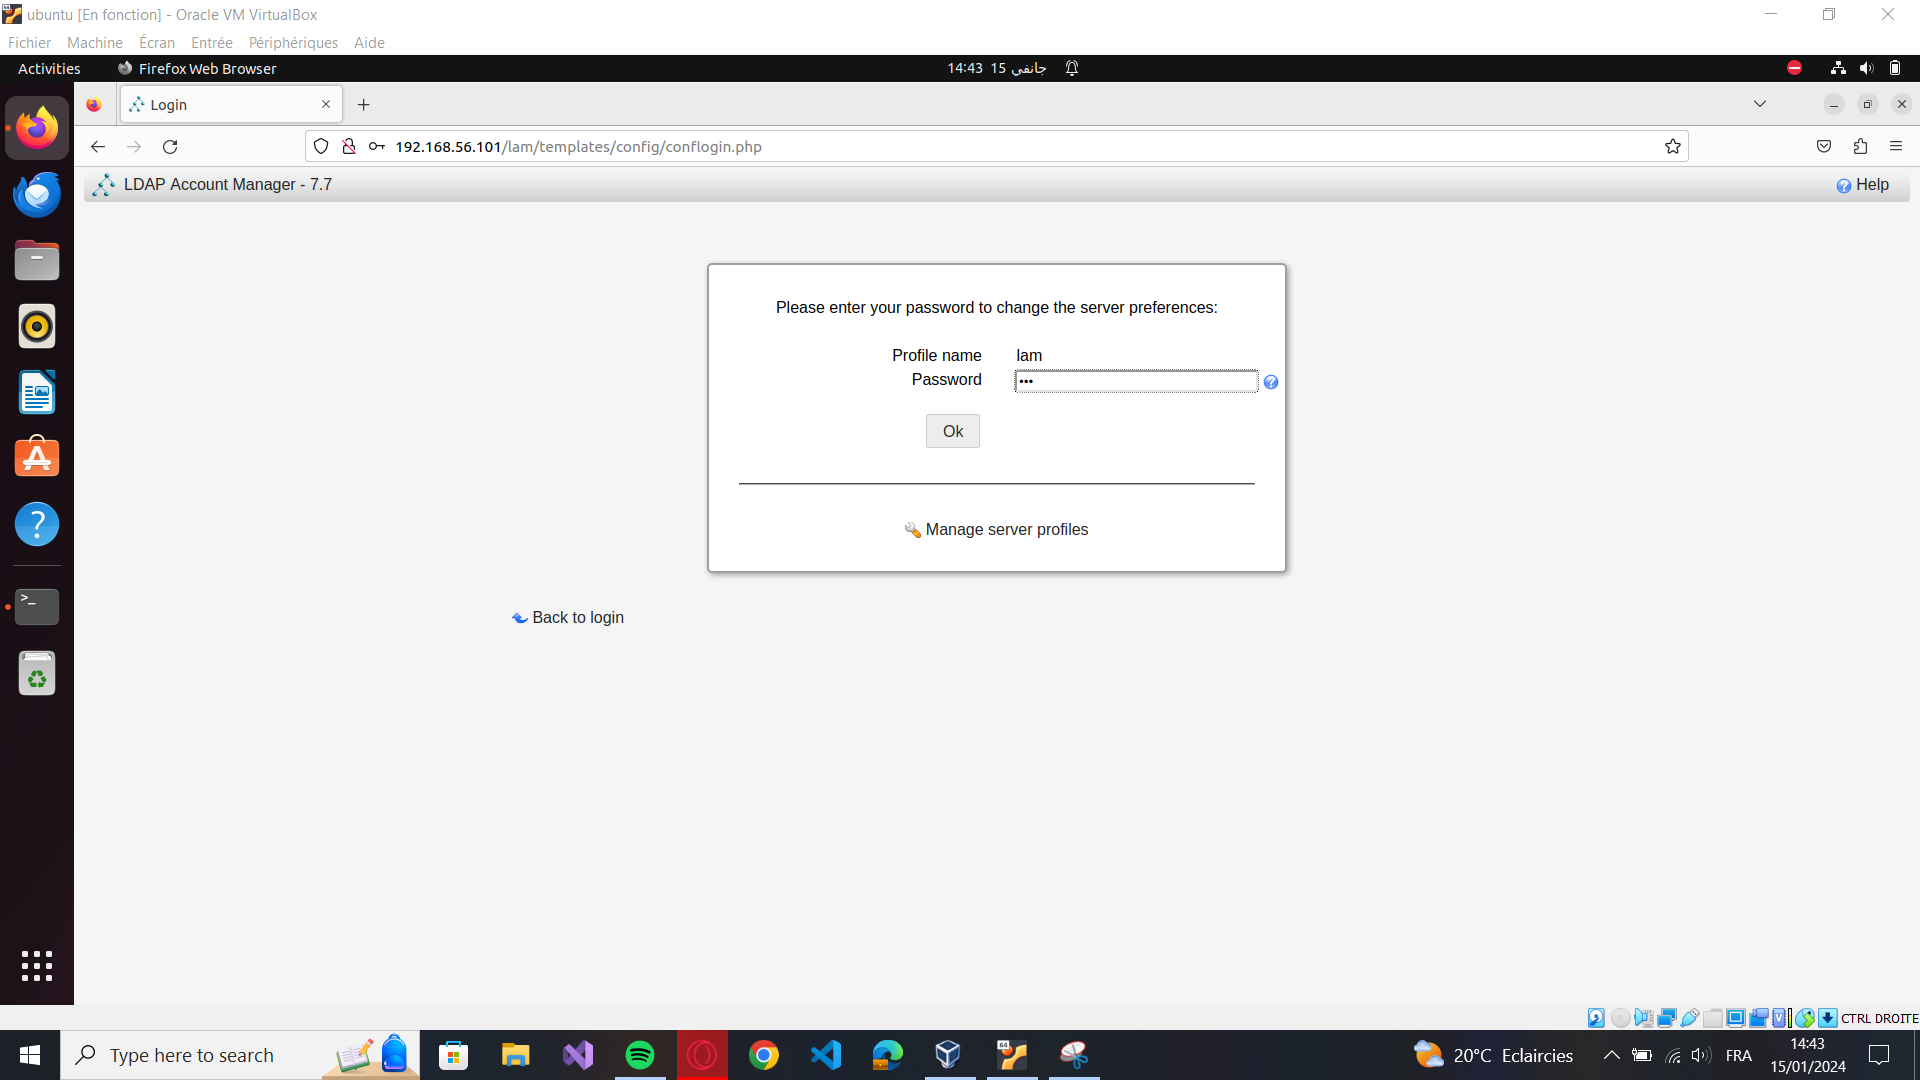 ubuntu [En fonction] - Oracle VM VirtualBox
Fichier Machine Écran Entrée Périphériques Aide
Activities Firefox Web Browser 14:43 15 جانفي
Login
192.168.56.101/lam/templates/config/conflogin.php
LDAP Account Manager - 7.7 Help
Please enter your password to change the server preferences:
Profile name lam
Password •••
Ok
Manage server profiles
Back to login
CTRL DROITE
Type here to search 20°C Eclaircies FRA 14:43
15/01/2024